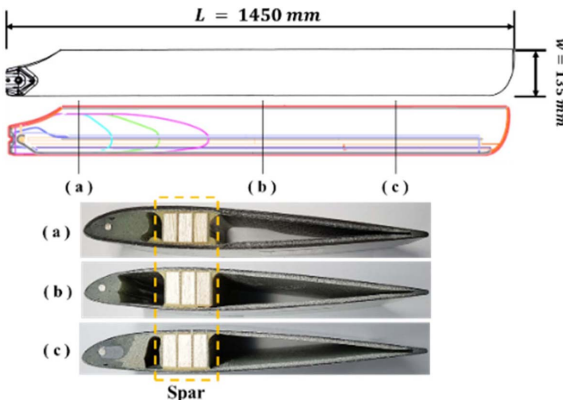 L = 1450 mm
w = 135 mm
( a ) ( b ) ( c )
( a )
( b )
( c )
Spar